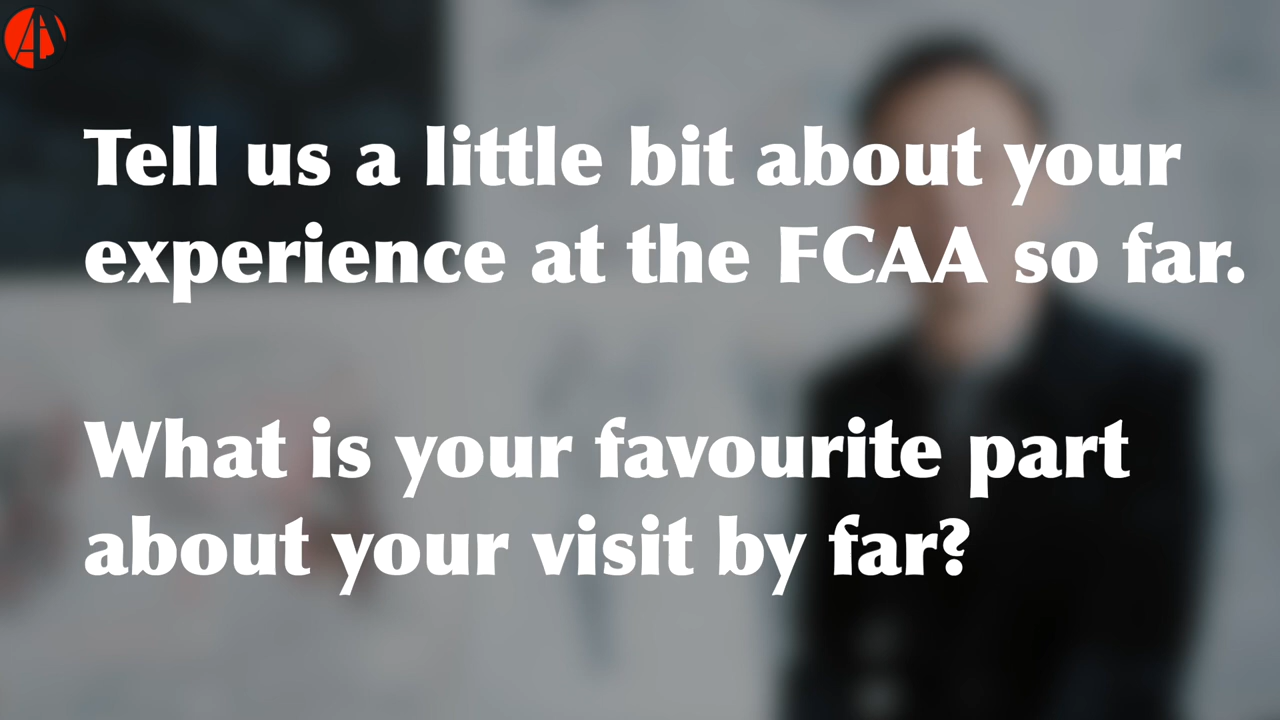 Tell us a little bit about your
experience at the FCAA so far.
What is your favourite part
about your visit by far?